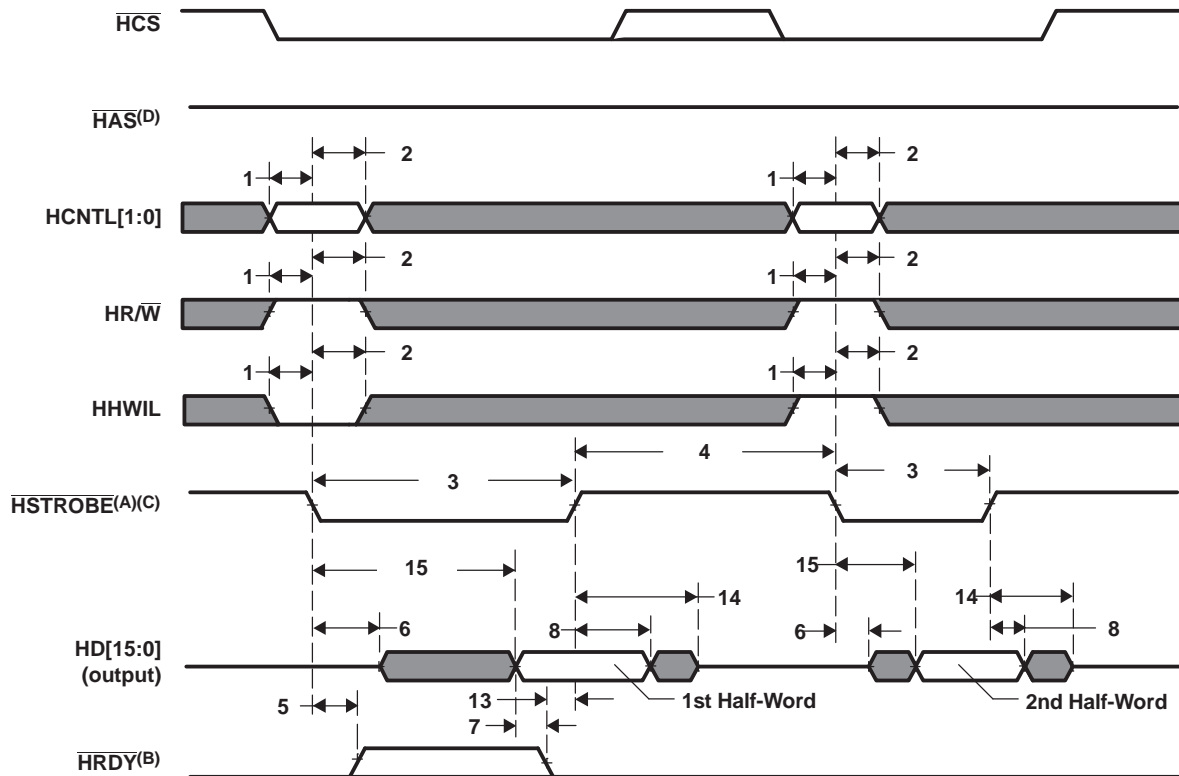 HCS
HAS(D)
2
2
1
1
HCNTL[1:0]
2
2
1
1
HR/W
2
2
1
1
HHWIL
4
3
3
HSTROBE(A)(C)
15
15
14
14
6
8
6
8
HD[15:0]
(output)
5
13
1st Half-Word
2nd Half-Word
7
HRDY(B)